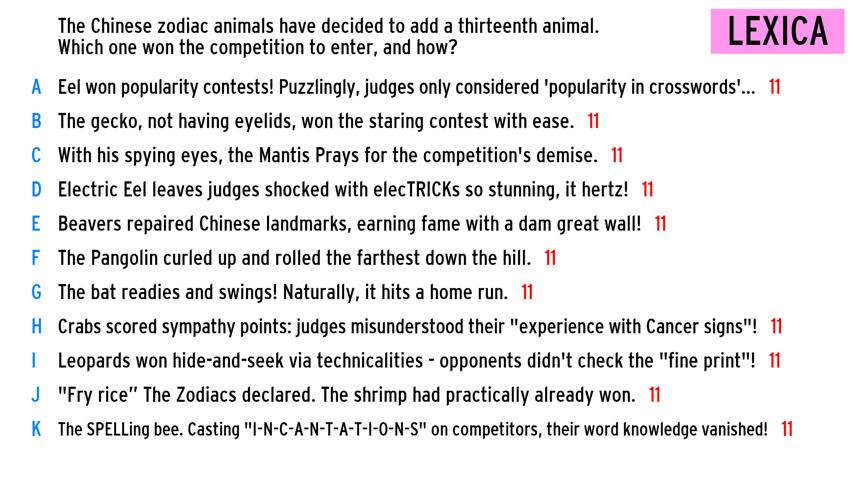 The Chinese zodiac animals have decided to add a thirteenth animal.
Which one won the competition to enter, and how?
LEXICA
A Eel won popularity contests! Puzzlingly, judges only considered 'popularity in crosswords'... 11
B The gecko, not having eyelids, won the staring contest with ease. 11
C With his spying eyes, the Mantis Prays for the competition's demise. 11
D Electric Eel leaves judges shocked with elecTRICKs so stunning, it hertz! 11
E Beavers repaired Chinese landmarks, earning fame with a dam great wall! 11
F The Pangolin curled up and rolled the farthest down the hill. 11
G The bat readies and swings! Naturally, it hits a home run. 11
H Crabs scored sympathy points: judges misunderstood their "experience with Cancer signs"! 11
I Leopards won hide-and-seek via technicalities - opponents didn't check the "fine print"! 11
J "Fry rice” The Zodiacs declared. The shrimp had practically already won. 11
K The SPELLing bee. Casting "I-N-C-A-N-T-A-T-I-O-N-S" on competitors, their word knowledge vanished! 11